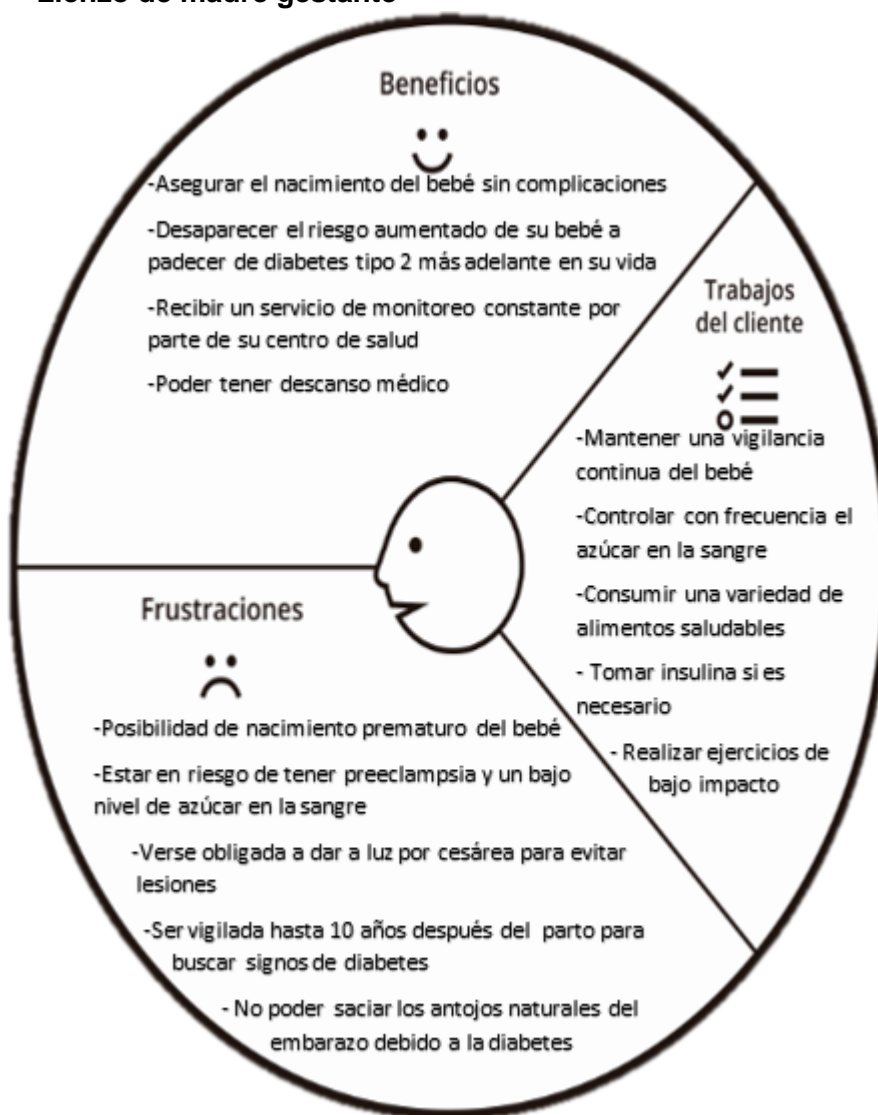 Lienzo de madre gestante
Beneficios
-Asegurar el nacimiento del bebé sin complicaciones
-Desaparecer el riesgo aumentado de su bebé a
padecer de diabetes tipo 2 más adelante en su vida
-Recibir un servicio de monitoreo constante por
parte de su centro de salud
-Poder tener descanso médico
Trabajos
del cliente
-Mantener una vigilancia
continua del bebé
-Controlar con frecuencia el
azúcar en la sangre
-Consumir una variedad de
alimentos saludables
- Tomar insulina si es
necesario
- Realizar ejercicios de
bajo impacto
Frustraciones
-Posibilidad de nacimiento prematuro del bebé
-Estar en riesgo de tener preeclampsia y un bajo
nivel de azúcar en la sangre
-Verse obligada a dar a luz por cesárea para evitar
lesiones
-Ser vigilada hasta 10 años después del parto para
buscar signos de diabetes
- No poder saciar los antojos naturales del
embarazo debido a la diabetes